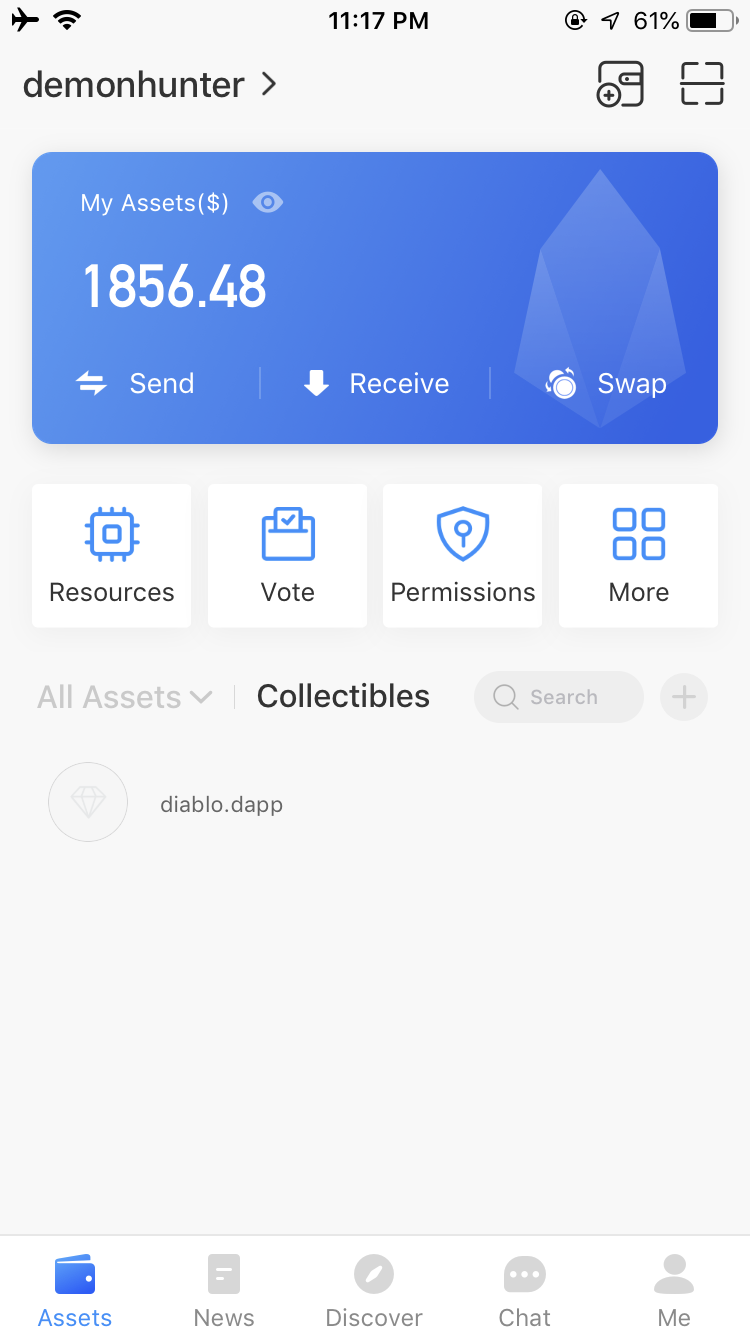 11:17 PM
61%
demonhunter
My Assets($)
1856.48
Send
Receive
Swap
Resources
Vote
Permissions
More
All Assets
Collectibles
Search
diablo.dapp
Assets
News
Discover
Chat
Me